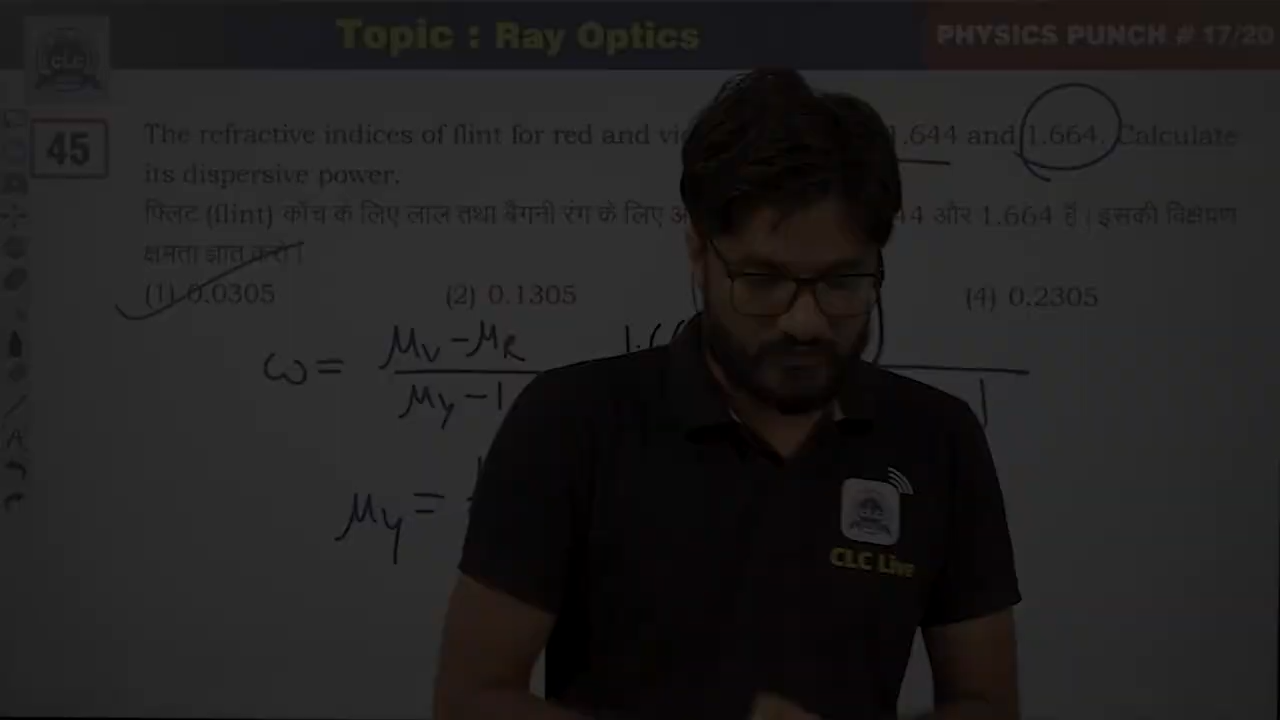 Topic : Ray Optics
PHYSICS PUNCH # 17/20
CLC
45
The refractive indices of flint for red and 1.644 and 1.664. Calculate
its dispersive power.
फ्लिंट (flint) काँच के लिए लाल तथा बैंगनी रंग के लिए और 1.664 हैं। इसकी विक्षेपण
क्षमता ज्ञात करो।
(1) 0.0305 (2) 0.1305 (4) 0.2305
ω = μv - μR
μy - 1 1
μy =
CLC Live